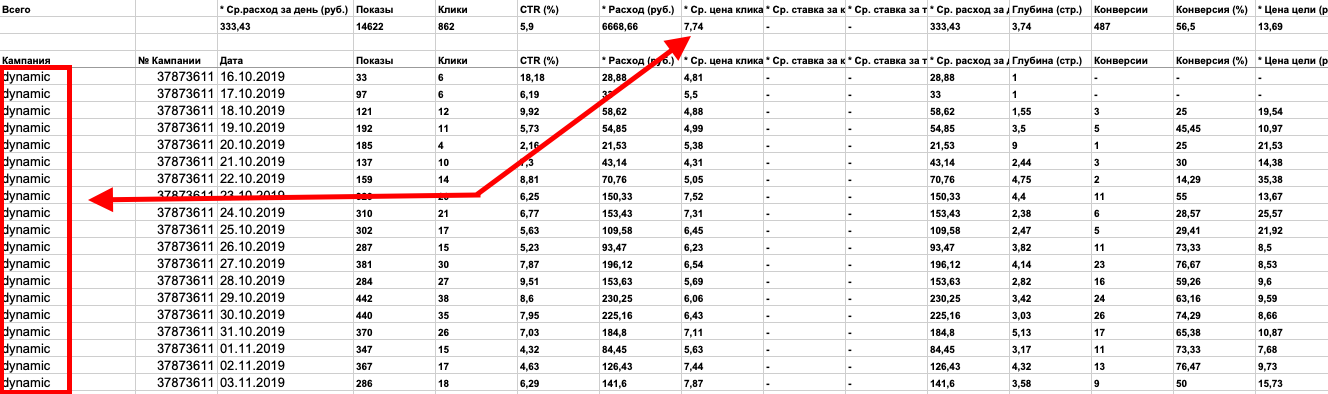 Всего * Ср.расход за день (руб.) Показы Клики CTR (%) * Расход (руб.) * Ср. цена клика * Ср. ставка за к * Ср. ставка за т * Ср. расход за д Глубина (стр.) Конверсии Конверсия (%) * Цена цели (р
333,43 14622 862 5,9 6668,66 7,74 - - 333,43 3,74 487 56,5 13,69
Кампания № Кампании Дата Показы Клики CTR (%) * Расход (руб.) * Ср. цена клика * Ср. ставка за к * Ср. ставка за т * Ср. расход за д Глубина (стр.) Конверсии Конверсия (%) * Цена цели (р
dynamic 37873611 16.10.2019 33 6 18,18 28,88 4,81 - - 28,88 1 - - -
dynamic 37873611 17.10.2019 97 6 6,19 5,5 - - 33 1 - - -
dynamic 37873611 18.10.2019 121 12 9,92 58,62 4,88 - - 58,62 1,55 3 25 19,54
dynamic 37873611 19.10.2019 192 11 5,73 54,85 4,99 - - 54,85 3,5 5 45,45 10,97
dynamic 37873611 20.10.2019 185 4 2,16 21,53 5,38 - - 21,53 9 1 25 21,53
dynamic 37873611 21.10.2019 137 10 43,14 4,31 - - 43,14 2,44 3 30 14,38
dynamic 37873611 22.10.2019 159 14 8,81 70,76 5,05 - - 70,76 4,75 2 14,29 35,38
dynamic 37873611 23.10.2019 6,25 150,33 7,52 - - 150,33 4,4 11 55 13,67
dynamic 37873611 24.10.2019 310 21 6,77 153,43 7,31 - - 153,43 2,38 6 28,57 25,57
dynamic 37873611 25.10.2019 302 17 5,63 109,58 6,45 - - 109,58 2,47 5 29,41 21,92
dynamic 37873611 26.10.2019 287 15 5,23 93,47 6,23 - - 93,47 3,82 11 73,33 8,5
dynamic 37873611 27.10.2019 381 30 7,87 196,12 6,54 - - 196,12 4,14 23 76,67 8,53
dynamic 37873611 28.10.2019 284 27 9,51 153,63 5,69 - - 153,63 2,82 16 59,26 9,6
dynamic 37873611 29.10.2019 442 38 8,6 230,25 6,06 - - 230,25 3,42 24 63,16 9,59
dynamic 37873611 30.10.2019 440 35 7,95 225,16 6,43 - - 225,16 3,03 26 74,29 8,66
dynamic 37873611 31.10.2019 370 26 7,03 184,8 7,11 - - 184,8 5,13 17 65,38 10,87
dynamic 37873611 01.11.2019 347 15 4,32 84,45 5,63 - - 84,45 3,17 11 73,33 7,68
dynamic 37873611 02.11.2019 367 17 4,63 126,43 7,44 - - 126,43 4,32 13 76,47 9,73
dynamic 37873611 03.11.2019 286 18 6,29 141,6 7,87 - - 141,6 3,58 9 50 15,73